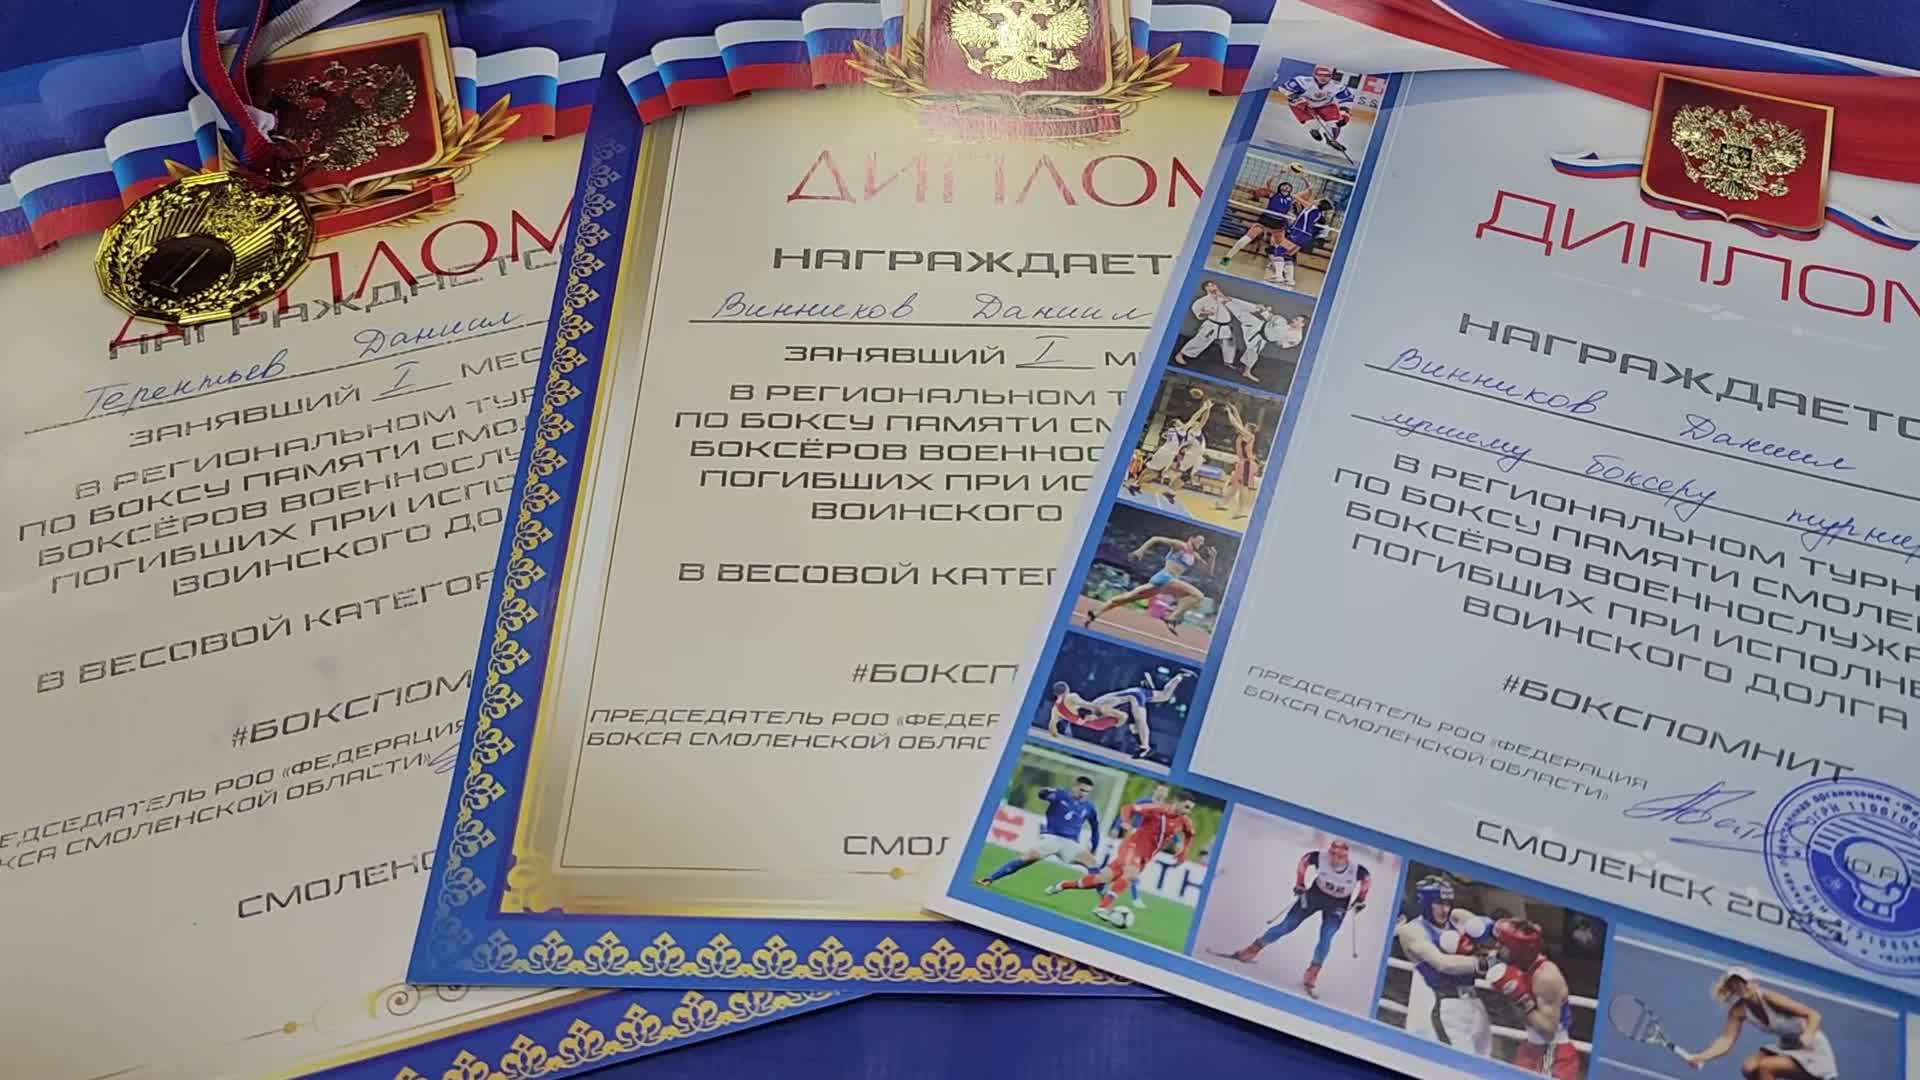 ДИПЛОМ
НАГРАЖДАЕТС
Терентьев Даниил
ЗАНЯВШИЙ I МЕС
В РЕГИОНАЛЬНОМ ТУР
ПО БОКСУ ПАМЯТИ СМО
БОКСЁРОВ ВОЕННОСЛУ
ПОГИБШИХ ПРИ ИСПО
ВОИНСКОГО ДО
В ВЕСОВОЙ КАТЕГОР
#БОКСПОМ
ЕДСЕДАТЕЛЬ РОО «ФЕДЕРАЦИЯ
КСА СМОЛЕНСКОЙ ОБЛАСТИ»
СМОЛЕНС
ДИПЛОМ
НАГРАЖДАЕТ
Винников Даниил
ЗАНЯВШИЙ I М
В РЕГИОНАЛЬНОМ Т
ПО БОКСУ ПАМЯТИ СМ
БОКСЁРОВ ВОЕННОС
ПОГИБШИХ ПРИ ИС
ВОИНСКОГО
В ВЕСОВОЙ КАТЕГ
#БОКСП
ПРЕДСЕДАТЕЛЬ РОО «ФЕДЕР
БОКСА СМОЛЕНСКОЙ ОБЛАС
СМОЛ
ДИПЛОМ
НАГРАЖДАЕТС
Винников Даниил
лучшему боксеру турнир
В РЕГИОНАЛЬНОМ ТУРН
ПО БОКСУ ПАМЯТИ СМОЛЕН
БОКСЁРОВ ВОЕННОСЛУЖА
ПОГИБШИХ ПРИ ИСПОЛНЕ
ВОИНСКОГО ДОЛГА
#БОКСПОМНИТ
ПРЕДСЕДАТЕЛЬ РОО «ФЕДЕРАЦИЯ
БОКСА СМОЛЕНСКОЙ ОБЛАСТИ»
СМОЛЕНСК